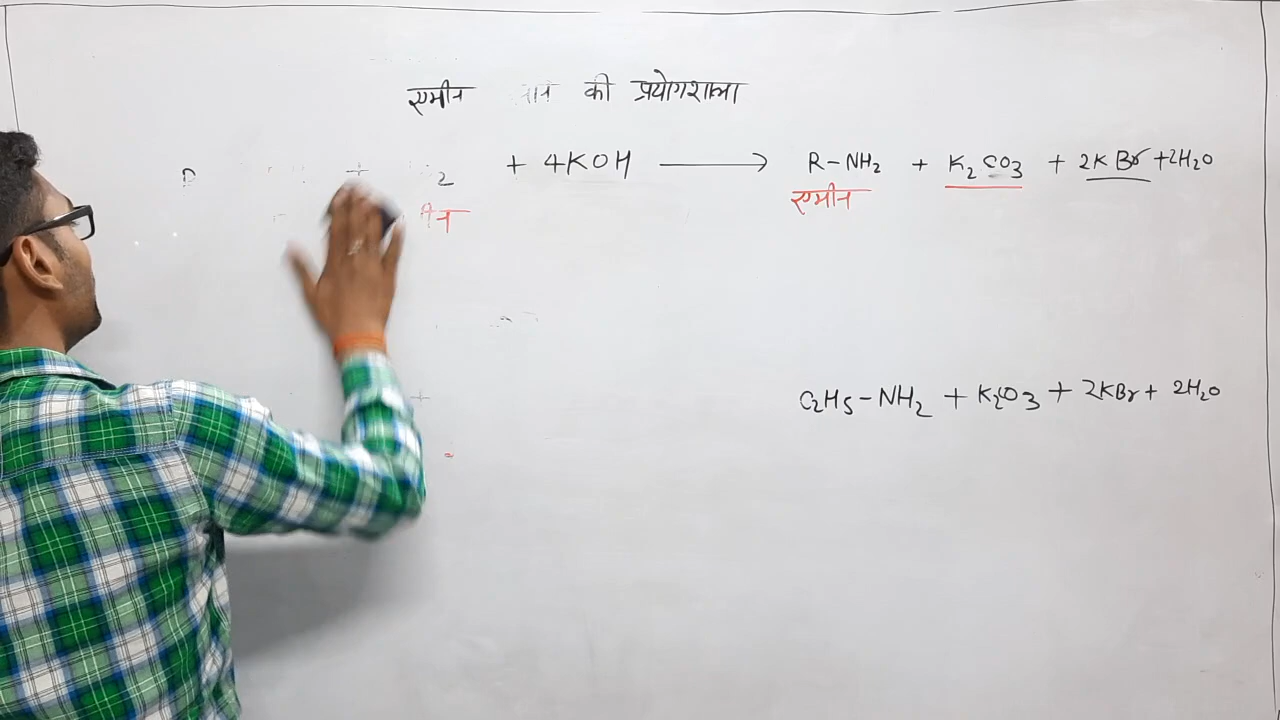 एमीन की प्रयोगशाला
+ 4KOH ⟶ R-NH₂ + K₂CO₃ + 2KBr + 2H₂O
एमीन
C₂H₅-NH₂ + K₂CO₃ + 2KBr + 2H₂O